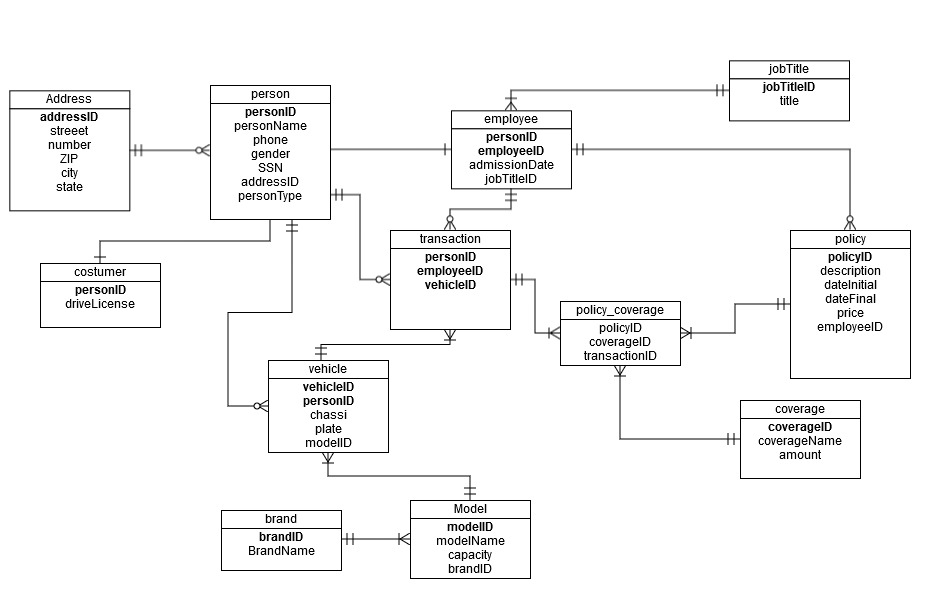 Address
addressID
streeet
number
ZIP
city
state
person
personID
personName
phone
gender
SSN
addressID
personType
employee
personID
employeeID
admissionDate
jobTitleID
jobTitle
jobTitleID
title
costumer
personID
driveLicense
transaction
personID
employeeID
vehicleID
policy
policyID
description
dateInitial
dateFinal
price
employeeID
policy_coverage
policyID
coverageID
transactionID
vehicle
vehicleID
personID
chassi
plate
modelID
coverage
coverageID
coverageName
amount
brand
brandID
BrandName
Model
modelID
modelName
capacity
brandID